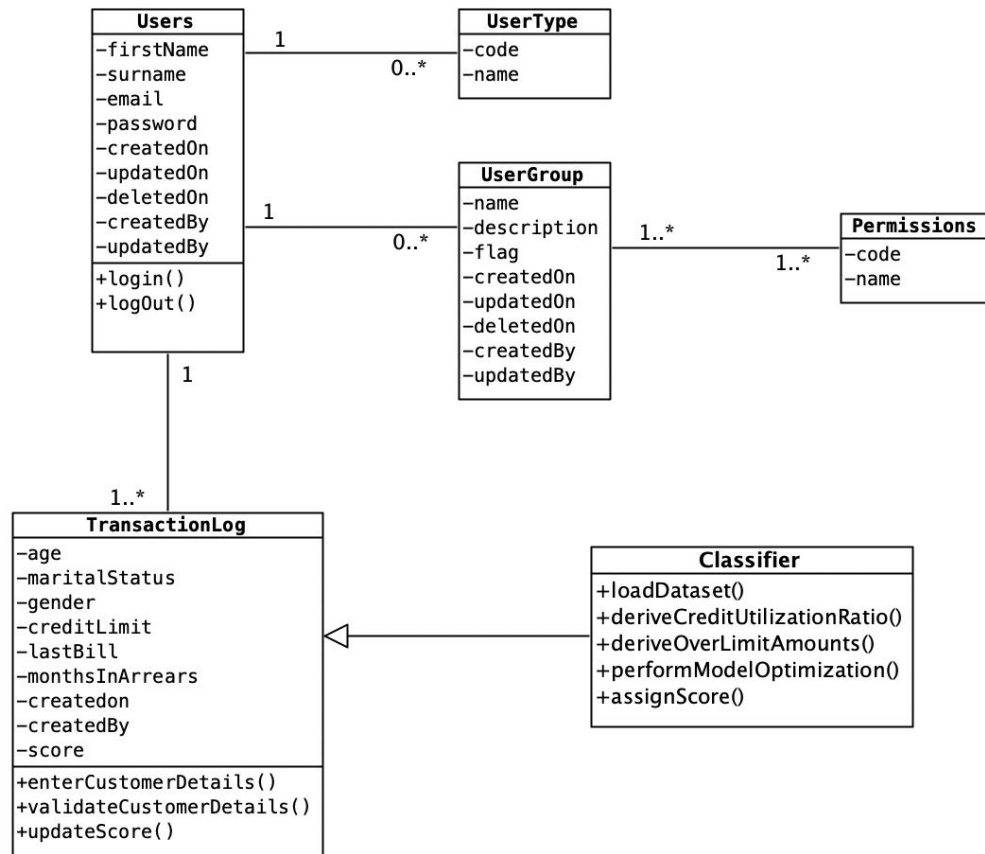 Users
-firstName
-surname
-email
-password
-createdOn
-updatedOn
-deletedOn
-createdBy
-updatedBy
+login()
+logOut()
1
0..*
UserType
-code
-name
1
0..*
UserGroup
-name
-description
-flag
-createdOn
-updatedOn
-deletedOn
-createdBy
-updatedBy
1..*
1..*
Permissions
-code
-name
1
1..*
TransactionLog
-age
-maritalStatus
-gender
-creditLimit
-lastBill
-monthsInArrears
-createdon
-createdBy
-score
+enterCustomerDetails()
+validateCustomerDetails()
+updateScore()
Classifier
+loadDataset()
+deriveCreditUtilizationRatio()
+deriveOverLimitAmounts()
+performModelOptimization()
+assignScore()